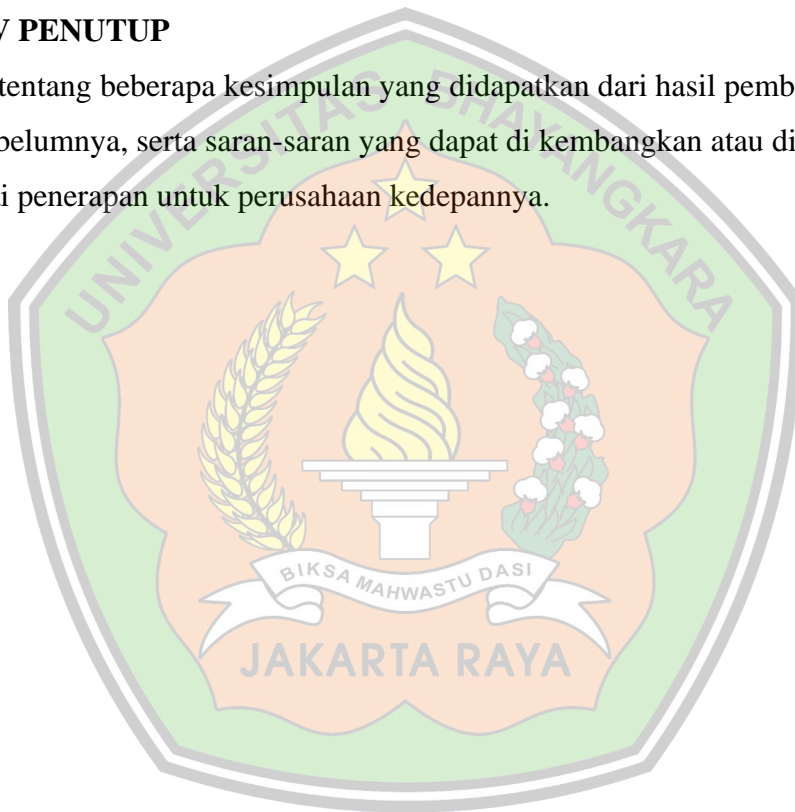 V PENUTUP
tentang beberapa kesimpulan yang didapatkan dari hasil pemb
belumnya, serta saran-saran yang dapat di kembangkan atau di
i penerapan untuk perusahaan kedepannya.
UNIVERSITAS BHAYANGKARA
BIKSA MAHWASTU DASI
JAKARTA RAYA